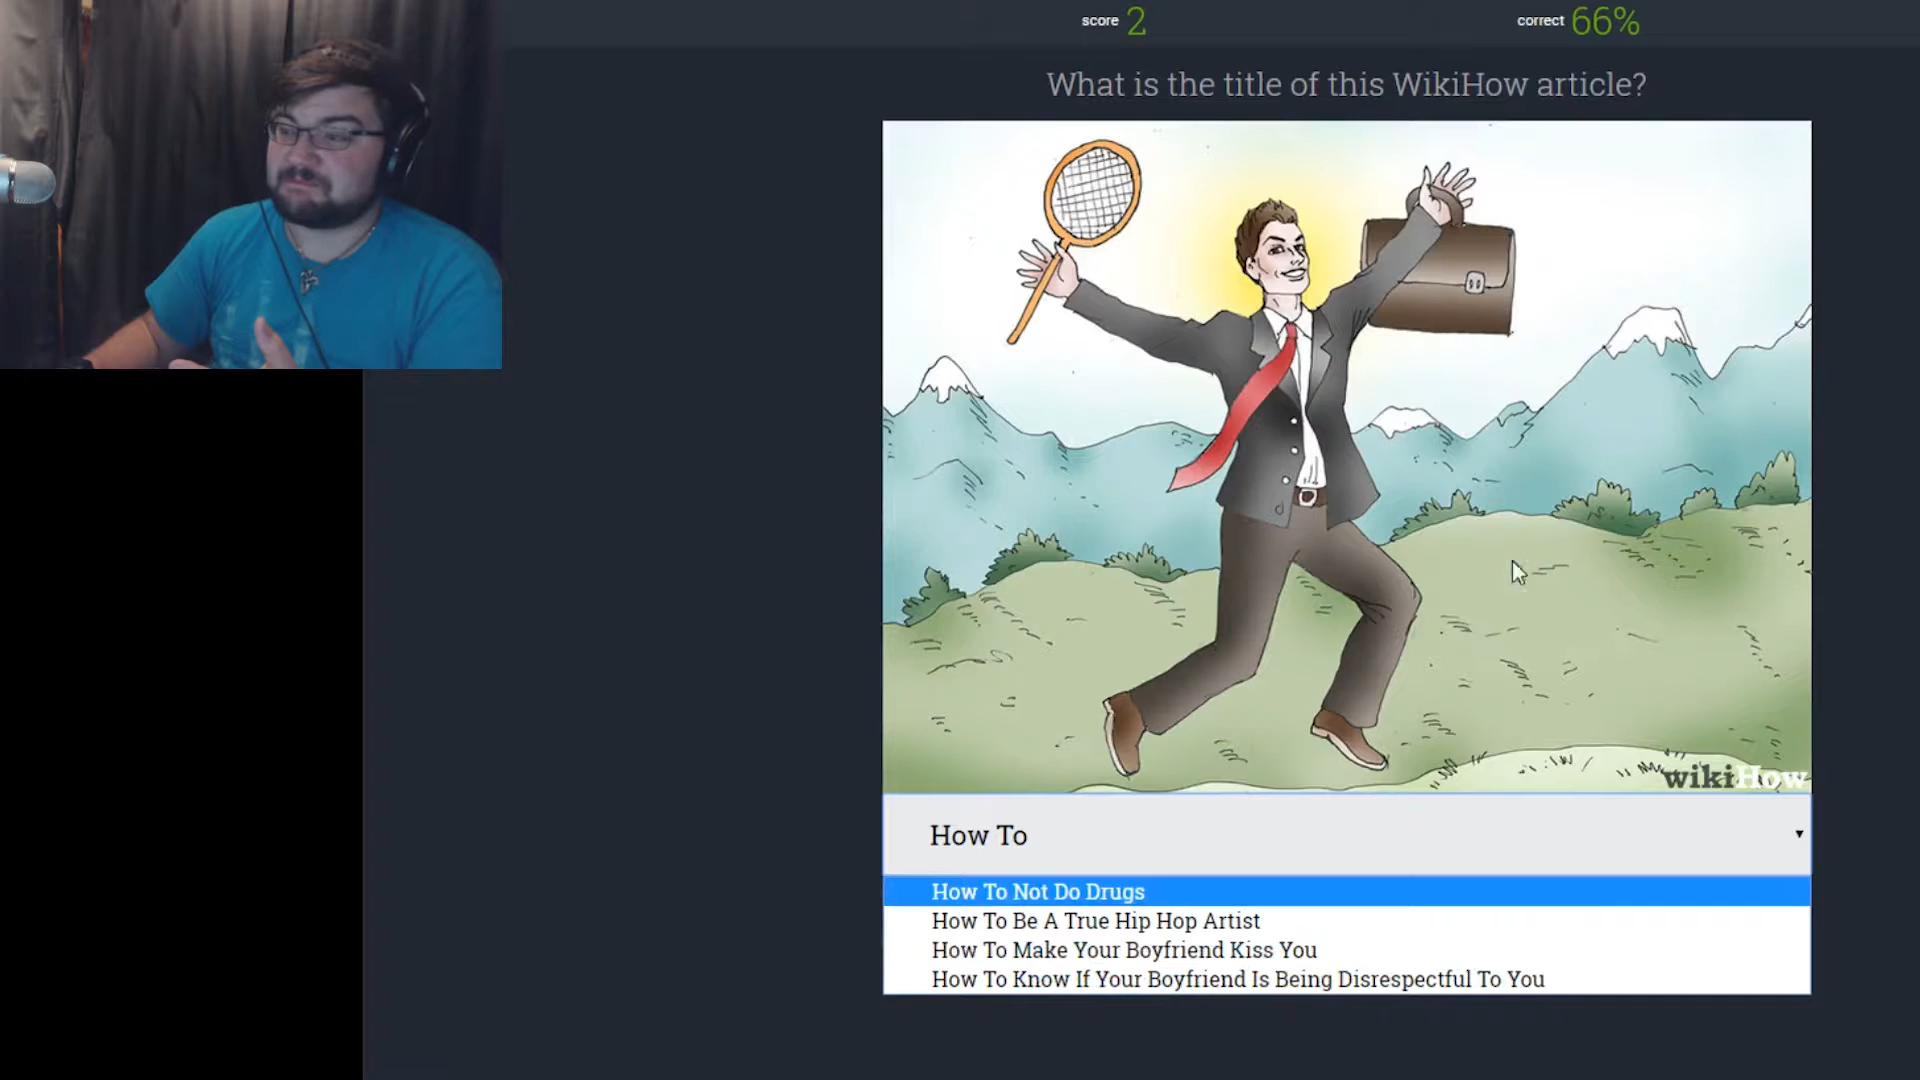 score 2
correct 66%
What is the title of this WikiHow article?
wikiHow
How To
How To Not Do Drugs
How To Be A True Hip Hop Artist
How To Make Your Boyfriend Kiss You
How To Know If Your Boyfriend Is Being Disrespectful To You